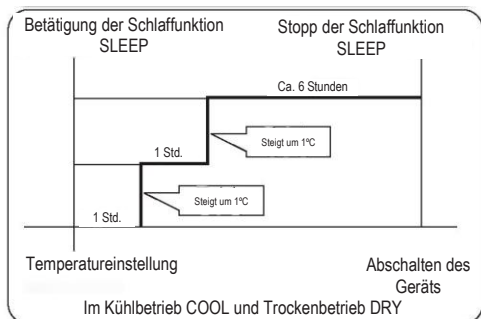 Betätigung der Schlaffunktion
SLEEP
Stopp der Schlaffunktion
SLEEP
Ca. 6 Stunden
Steigt um 1ºC
1 Std.
Steigt um 1ºC
1 Std.
Temperatureinstellung
Abschalten des
Geräts
Im Kühlbetrieb COOL und Trockenbetrieb DRY